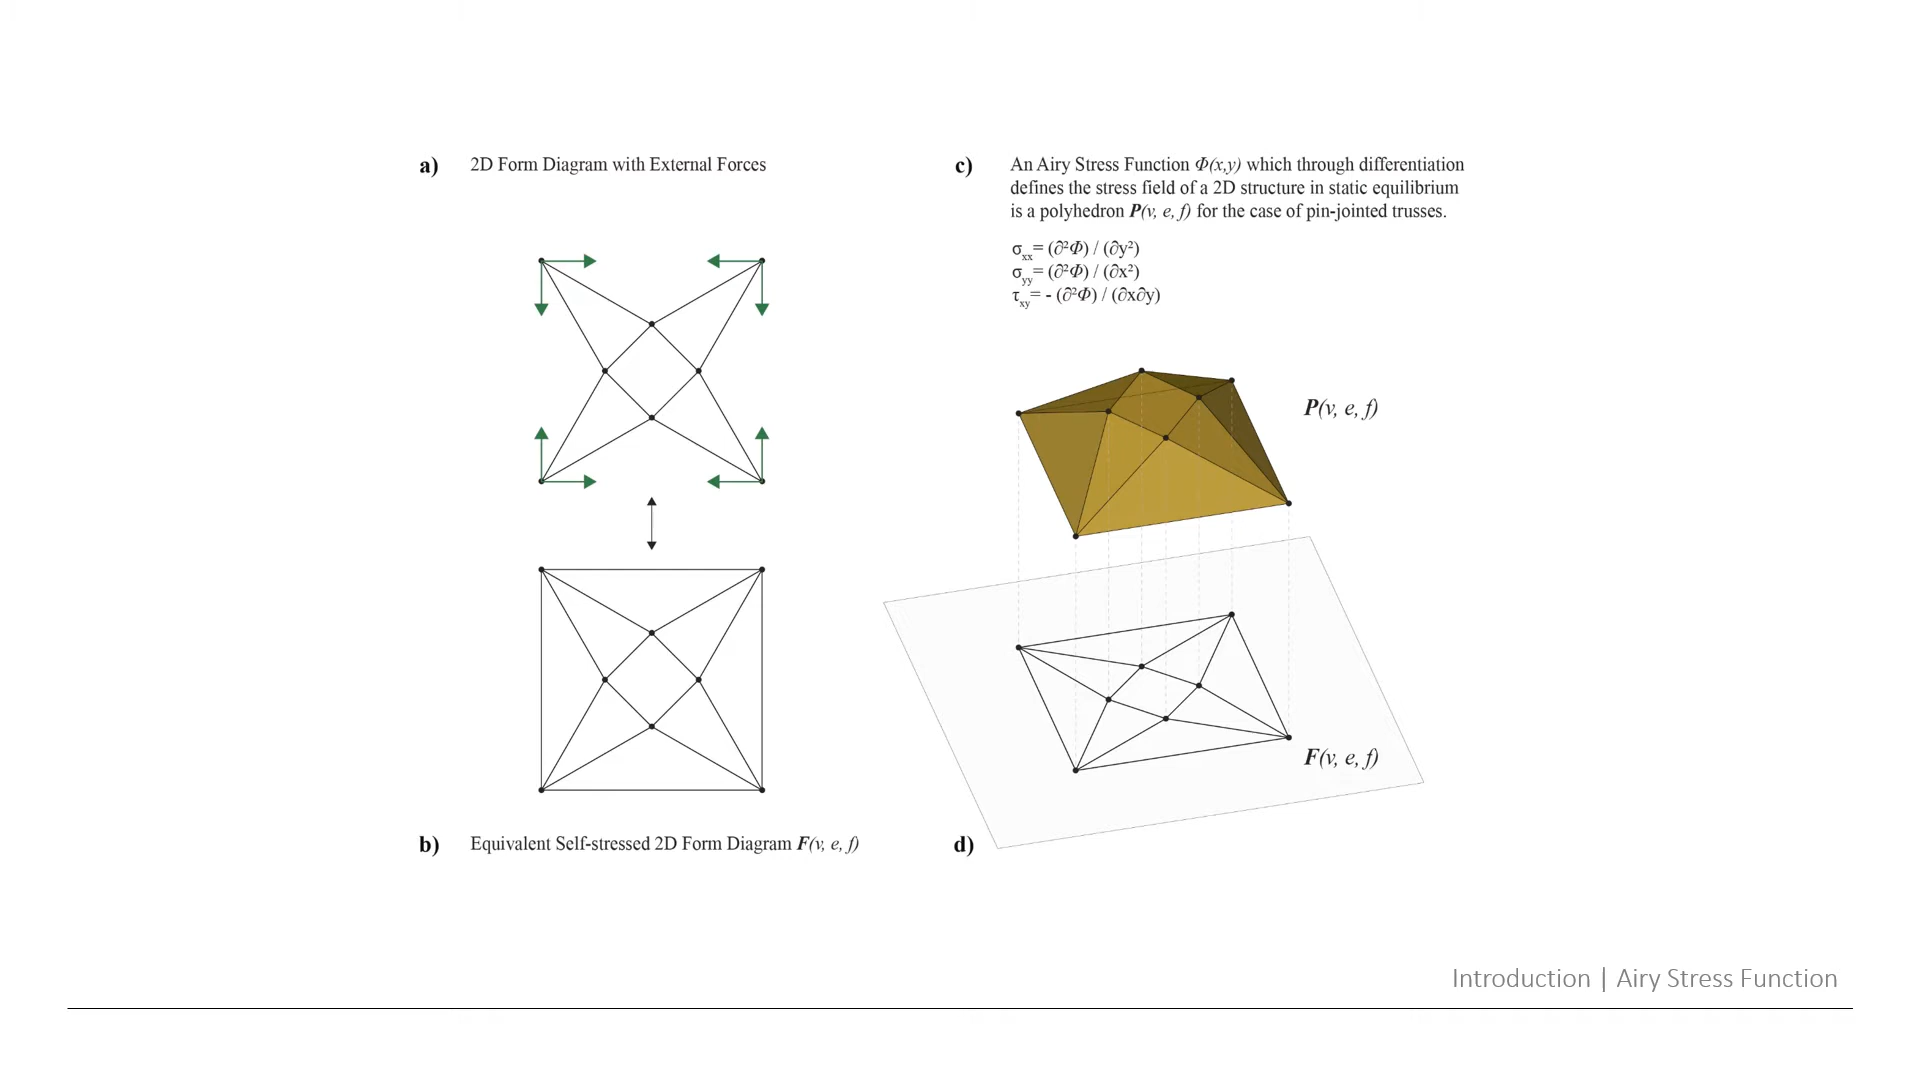 a) 2D Form Diagram with External Forces
b) Equivalent Self-stressed 2D Form Diagram F(v, e, f)
c) An Airy Stress Function Φ(x,y) which through differentiation
defines the stress field of a 2D structure in static equilibrium
is a polyhedron P(v, e, f) for the case of pin-jointed trusses.
σxx= (∂²Φ) / (∂y²)
σyy= (∂²Φ) / (∂x²)
τxy= - (∂²Φ) / (∂x∂y)
P(v, e, f)
F(v, e, f)
d)
Introduction | Airy Stress Function